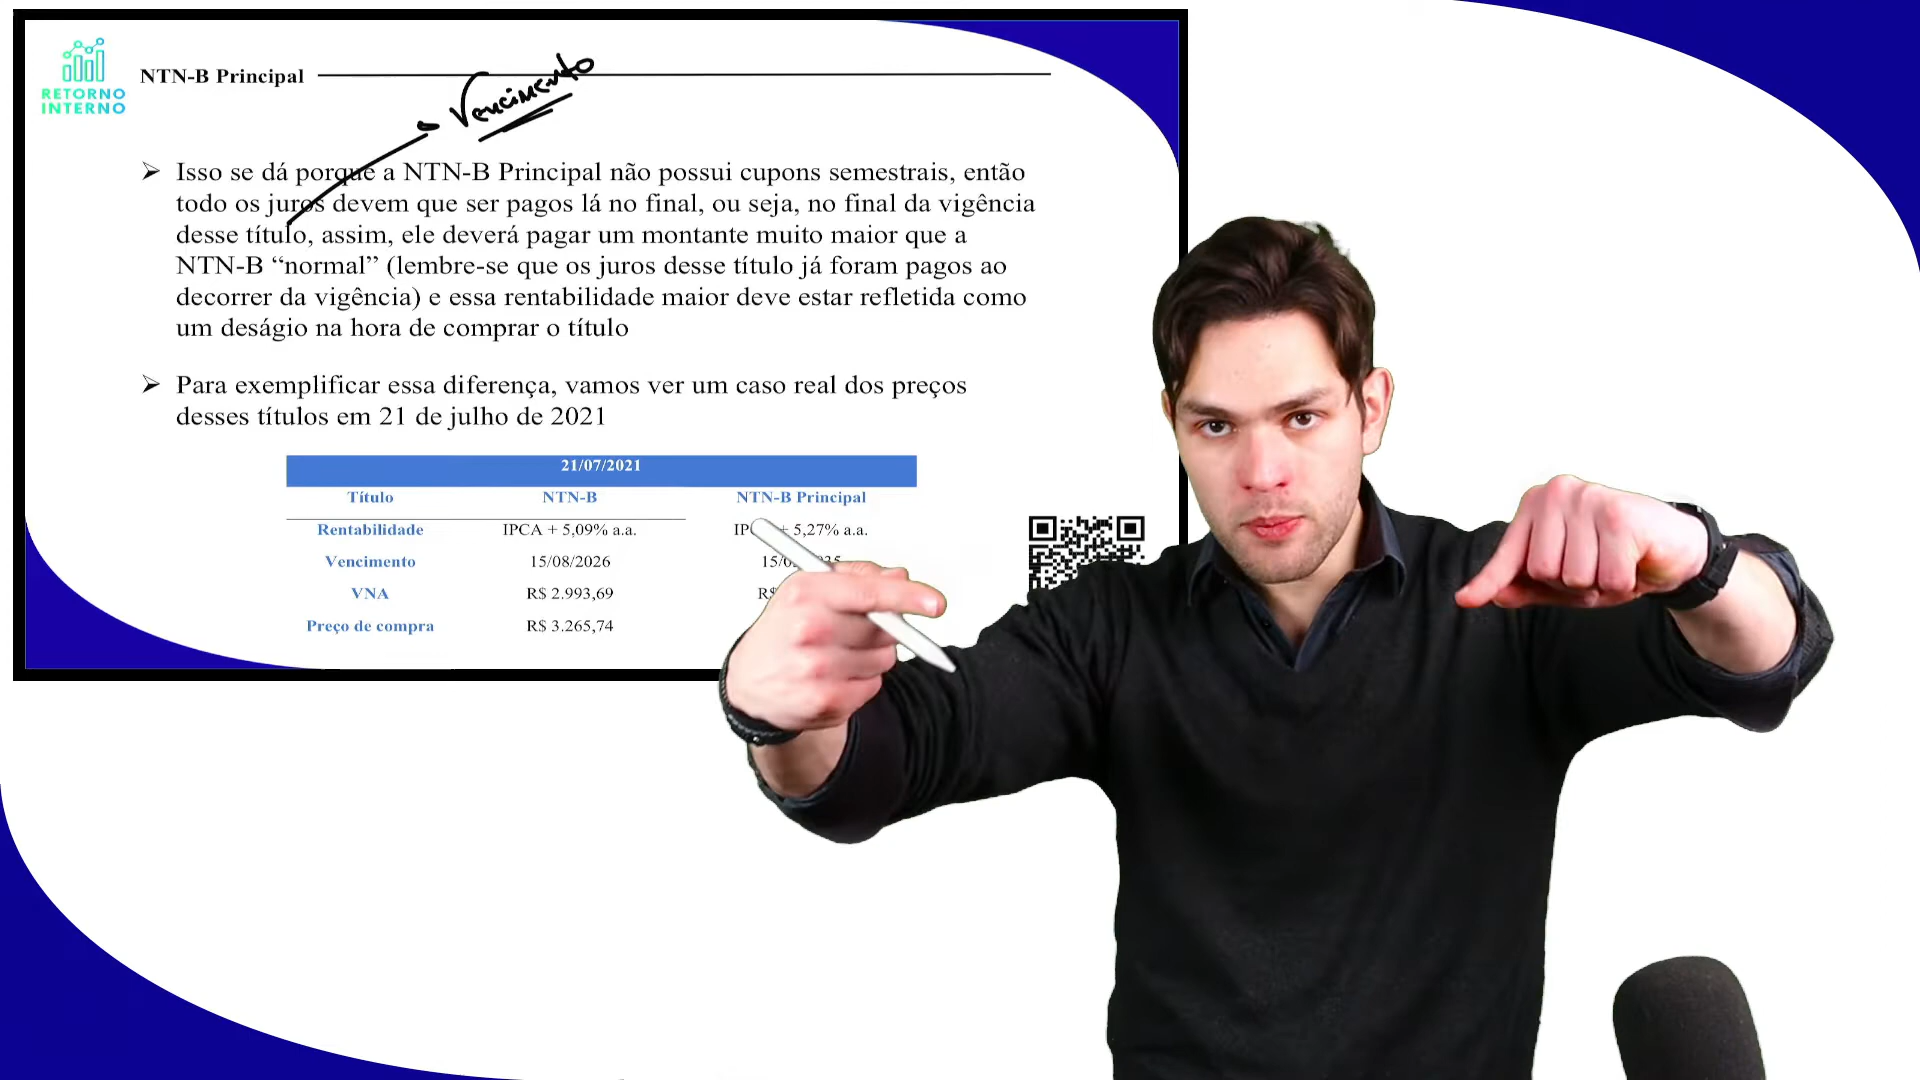 RETORNO
INTERNO
NTN-B Principal
Vencimento
Isso se dá porque a NTN-B Principal não possui cupons semestrais, então
todo os juros devem que ser pagos lá no final, ou seja, no final da vigência
desse título, assim, ele deverá pagar um montante muito maior que a
NTN-B “normal” (lembre-se que os juros desse título já foram pagos ao
decorrer da vigência) e essa rentabilidade maior deve estar refletida como
um deságio na hora de comprar o título
Para exemplificar essa diferença, vamos ver um caso real dos preços
desses títulos em 21 de julho de 2021
21/07/2021
Título NTN-B NTN-B Principal
Rentabilidade IPCA + 5,09% a.a. + 5,27% a.a.
Vencimento 15/08/2026
VNA R$ 2.993,69
Preço de compra R$ 3.265,74